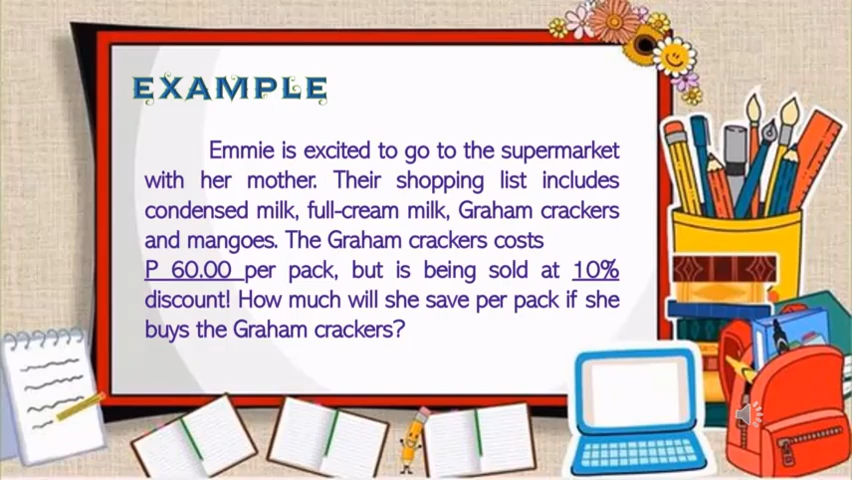 EXAMPLE
Emmie is excited to go to the supermarket
with her mother. Their shopping list includes
condensed milk, full-cream milk, Graham crackers
and mangoes. The Graham crackers costs
P 60.00 per pack, but is being sold at 10%
discount! How much will she save per pack if she
buys the Graham crackers?